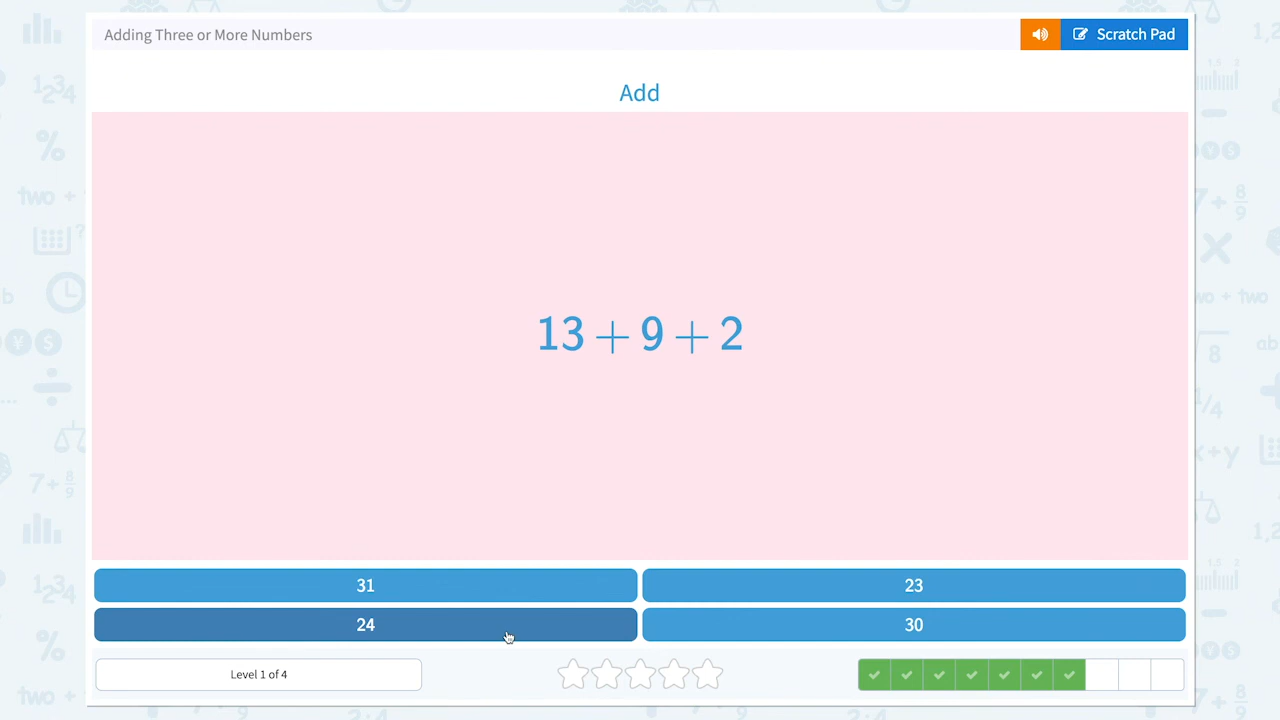 Adding Three or More Numbers
Scratch Pad
Add
13 + 9 + 2
31
23
24
30
Level 1 of 4